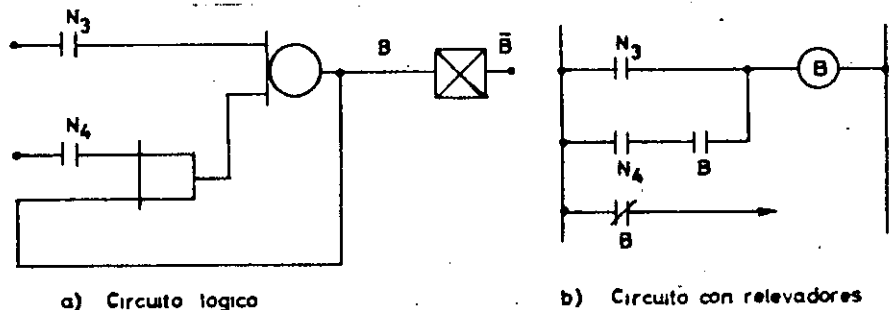 N3
B
B̄
N4
a) Circuito logico
N3
B
N4
B
B
b) Circuito con relevadores